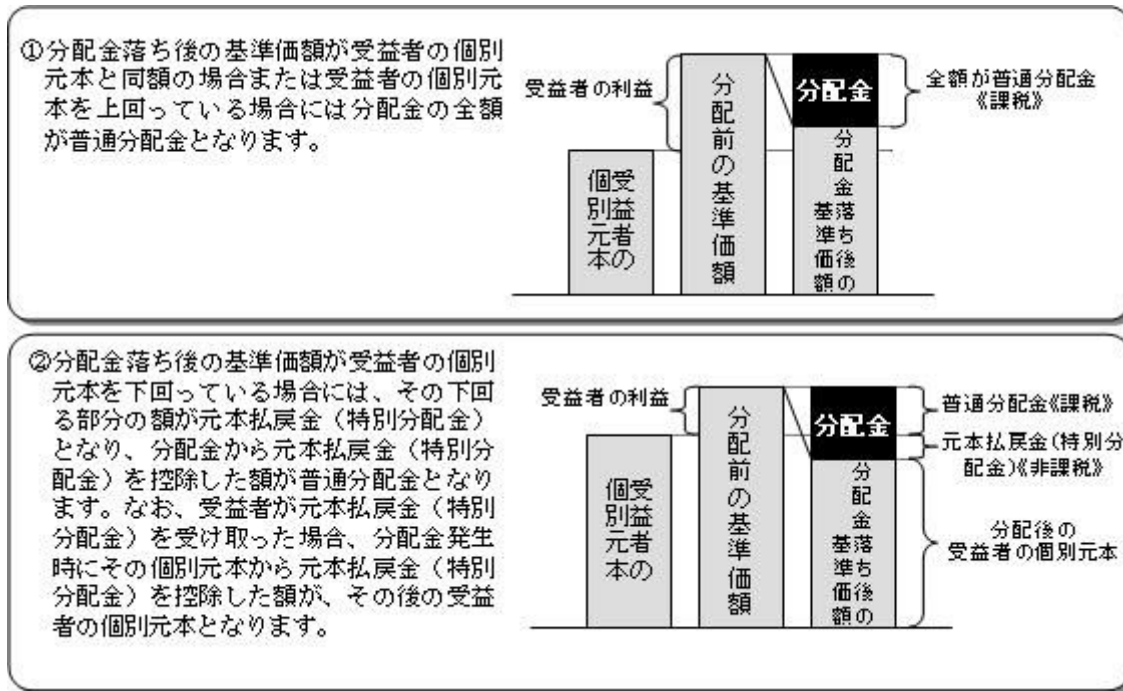 ①分配金落ち後の基準価額が受益者の個別
元本と同額の場合または受益者の個別元
本を上回っている場合には分配金の全額
が普通分配金となります。
受益者の利益
受益者の
個別元本
分配前の基準価額
分配金
分配金落ち後の
基準価額
全額が普通分配金
《課税》
②分配金落ち後の基準価額が受益者の個別
元本を下回っている場合には、その下回
る部分の額が元本払戻金(特別分配金)
となり、分配金から元本払戻金(特別分
配金)を控除した額が普通分配金となり
ます。なお、受益者が元本払戻金(特別
分配金)を受け取った場合、分配金発生
時にその個別元本から元本払戻金(特別
分配金)を控除した額が、その後の受益
者の個別元本となります。
受益者の利益
受益者の
個別元本
分配前の基準価額
分配金
分配金落ち後の
基準価額
普通分配金《課税》
元本払戻金(特別分
配金)《非課税》
分配後の
受益者の個別元本